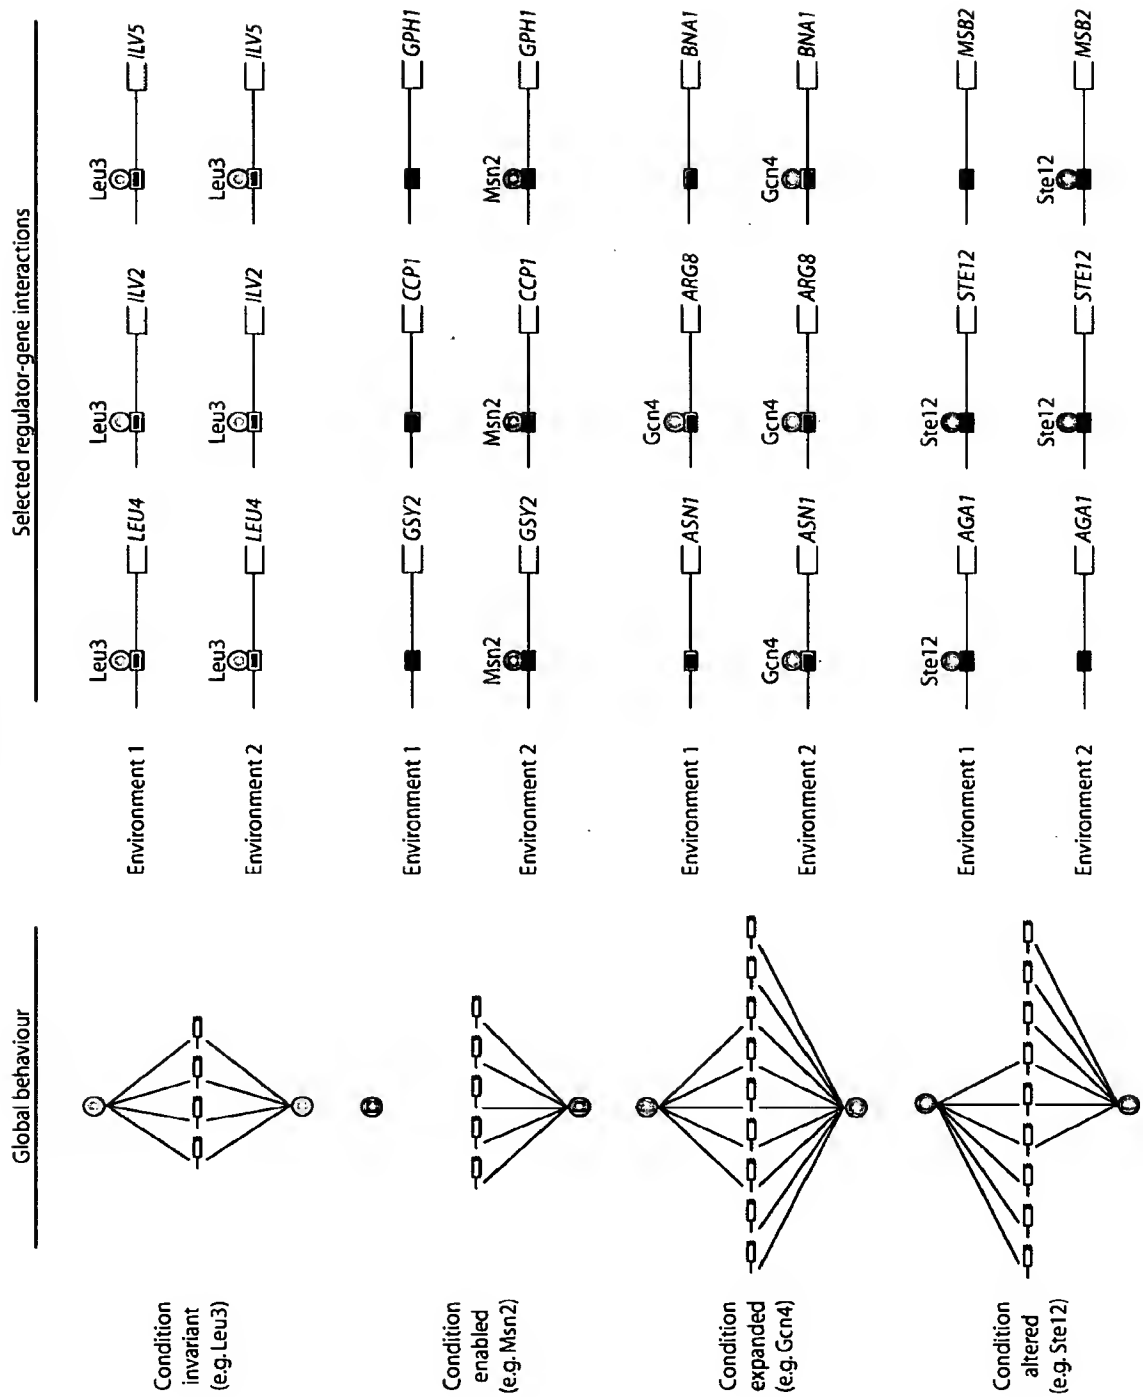 Global behaviour
Selected regulator-gene interactions
Condition
invariant
(e.g. Leu3)
Environment 1
Leu3
LEU4
Leu3
ILV2
Leu3
ILV5
Environment 2
Leu3
LEU4
Leu3
ILV2
Leu3
ILV5
Condition
enabled
(e.g. Msn2)
Environment 1
GSY2
CCP1
GPH1
Environment 2
Msn2
GSY2
Msn2
CCP1
Msn2
GPH1
Condition
expanded
(e.g. Gcn4)
Environment 1
ASN1
Gcn4
ARG8
BNA1
Environment 2
Gcn4
ASN1
Gcn4
ARG8
Gcn4
BNA1
Condition
altered
(e.g. Ste12)
Environment 1
Ste12
AGA1
Ste12
STE12
MSB2
Environment 2
AGA1
Ste12
STE12
Ste12
MSB2